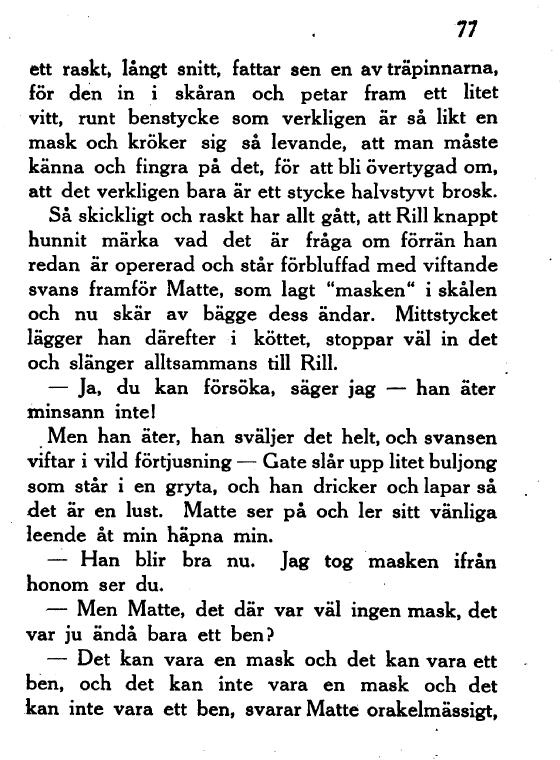 77
ett raskt, långt snitt, fattar sen en av träpinnarna,
för den in i skåran och petar fram ett litet
vitt, runt benstycke som verkligen är så likt en
mask och kröker sig så levande, att man måste
känna och fingra på det, för att bli övertygad om,
att det verkligen bara är ett stycke halvstyvt brosk.
Så skickligt och raskt har allt gått, att Rill knappt
hunnit märka vad det är fråga om förrän han
redan är opererad och står förbluffad med viftande
svans framför Matte, som lagt “masken“ i skålen
och nu skär av bägge dess ändar. Mittstycket
lägger han därefter i köttet, stoppar väl in det
och slänger alltsammans till Rill.
— Ja, du kan försöka, säger jag — han äter
minsann inte!
Men han äter, han sväljer det helt, och svansen
viftar i vild förtjusning — Gate slår upp litet buljong
som står i en gryta, och han dricker och lapar så
det är en lust. Matte ser på och ler sitt vänliga
leende åt min häpna min.
— Han blir bra nu. Jag tog masken ifrån
honom ser du.
— Men Matte, det där var väl ingen mask, det
var ju ändå bara ett ben?
— Det kan vara en mask och det kan vara ett
ben, och det kan inte vara en mask och det
kan inte vara ett ben, svarar Matte orakelmässigt,